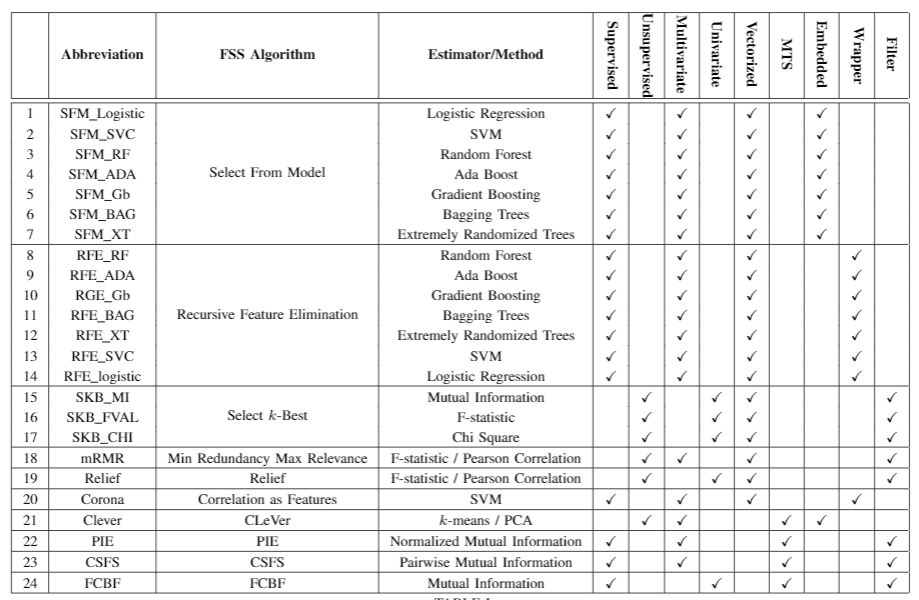 Abbreviation FSS Algorithm Estimator/Method Supervised Unsupervised Multivariate Univariate Vectorized MTS Embedded Wrapper Filter
1 SFM_Logistic Logistic Regression ✓ ✓ ✓ ✓
2 SFM_SVC SVM ✓ ✓ ✓ ✓
3 SFM_RF Random Forest ✓ ✓ ✓ ✓
4 SFM_ADA Select From Model Ada Boost ✓ ✓ ✓ ✓
5 SFM_Gb Gradient Boosting ✓ ✓ ✓ ✓
6 SFM_BAG Bagging Trees ✓ ✓ ✓ ✓
7 SFM_XT Extremely Randomized Trees ✓ ✓ ✓ ✓
8 RFE_RF Random Forest ✓ ✓ ✓ ✓
9 RFE_ADA Ada Boost ✓ ✓ ✓ ✓
10 RGE_Gb Gradient Boosting ✓ ✓ ✓ ✓
11 RFE_BAG Recursive Feature Elimination Bagging Trees ✓ ✓ ✓ ✓
12 RFE_XT Extremely Randomized Trees ✓ ✓ ✓ ✓
13 RFE_SVC SVM ✓ ✓ ✓ ✓
14 RFE_logistic Logistic Regression ✓ ✓ ✓ ✓
15 SKB_MI Mutual Information ✓ ✓ ✓ ✓
16 SKB_FVAL Select k-Best F-statistic ✓ ✓ ✓ ✓
17 SKB_CHI Chi Square ✓ ✓ ✓ ✓
18 mRMR Min Redundancy Max Relevance F-statistic / Pearson Correlation ✓ ✓ ✓ ✓
19 Relief Relief F-statistic / Pearson Correlation ✓ ✓ ✓ ✓
20 Corona Correlation as Features SVM ✓ ✓ ✓ ✓
21 Clever CLeVer k-means / PCA ✓ ✓ ✓ ✓
22 PIE PIE Normalized Mutual Information ✓ ✓ ✓ ✓
23 CSFS CSFS Pairwise Mutual Information ✓ ✓ ✓ ✓
24 FCBF FCBF Mutual Information ✓ ✓ ✓ ✓